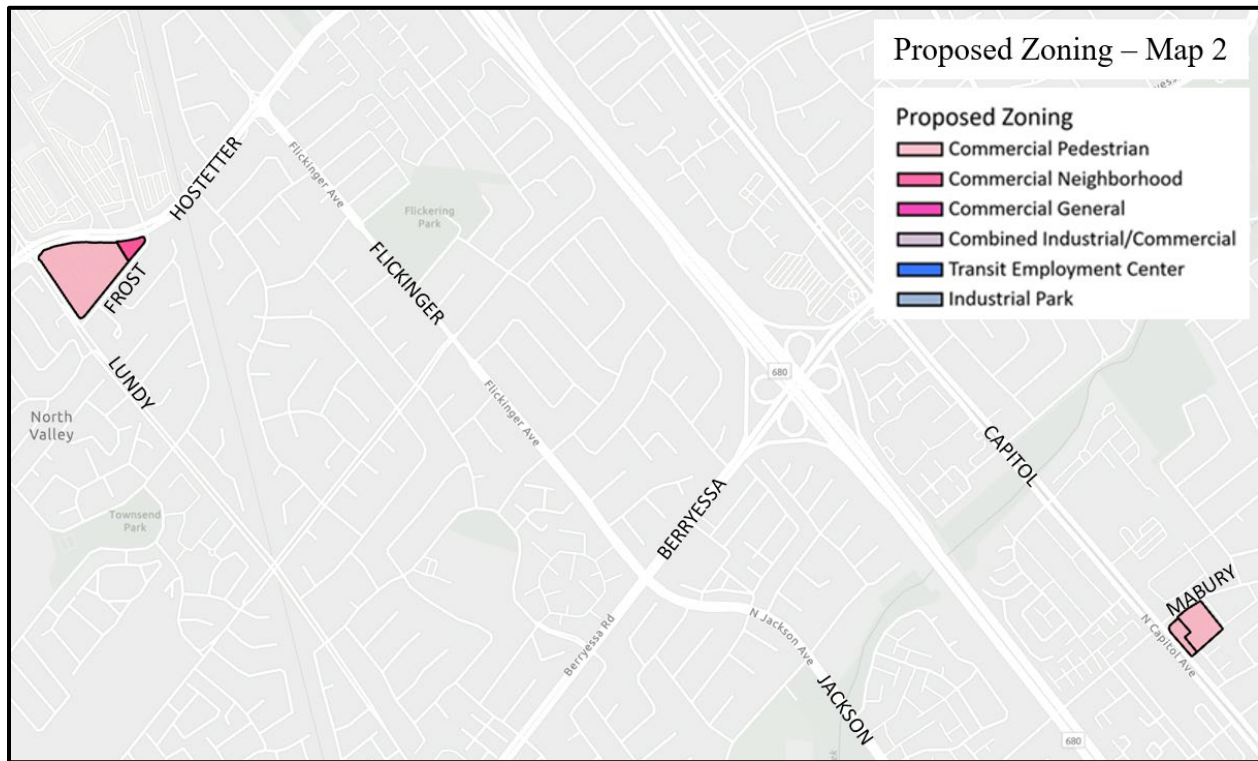 Proposed Zoning – Map 2
Proposed Zoning
Commercial Pedestrian
Commercial Neighborhood
Commercial General
Combined Industrial/Commercial
Transit Employment Center
Industrial Park
HOSTETTER
Flickinger Ave
Flickering
Park
FROST
FLICKINGER
LUNDY
680
North
Valley
Flickinger Ave
CAPITOL
BERRYESSA
Townsend
Park
MABURY
N Jackson Ave
N Capitol Ave
Berryessa Rd
JACKSON
680